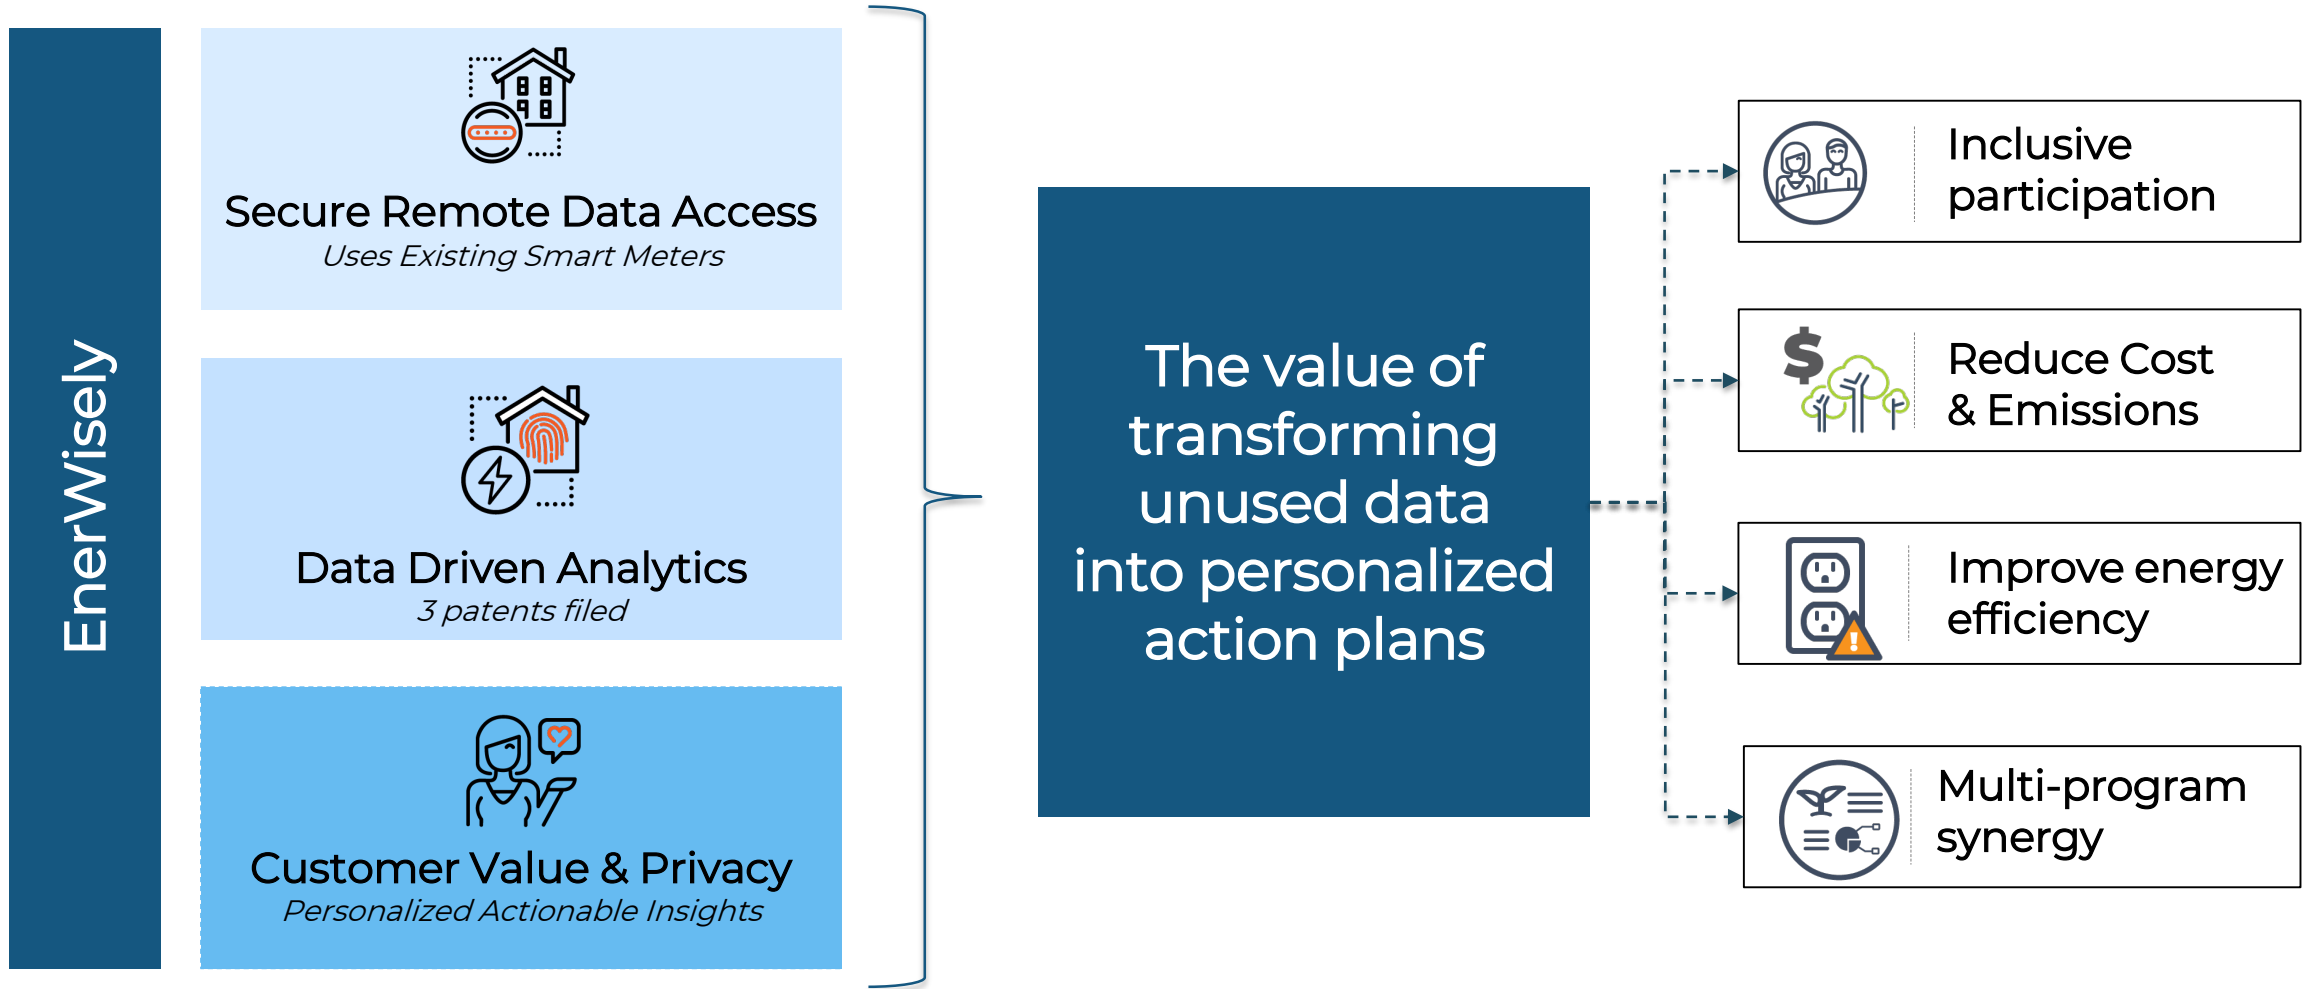 EnerWisely
Secure Remote Data Access
Uses Existing Smart Meters
Data Driven Analytics
3 patents filed
Customer Value & Privacy
Personalized Actionable Insights
The value of
transforming
unused data
into personalized
action plans
Inclusive
participation
$
Reduce Cost
& Emissions
Improve energy
efficiency
!
Multi-program
synergy